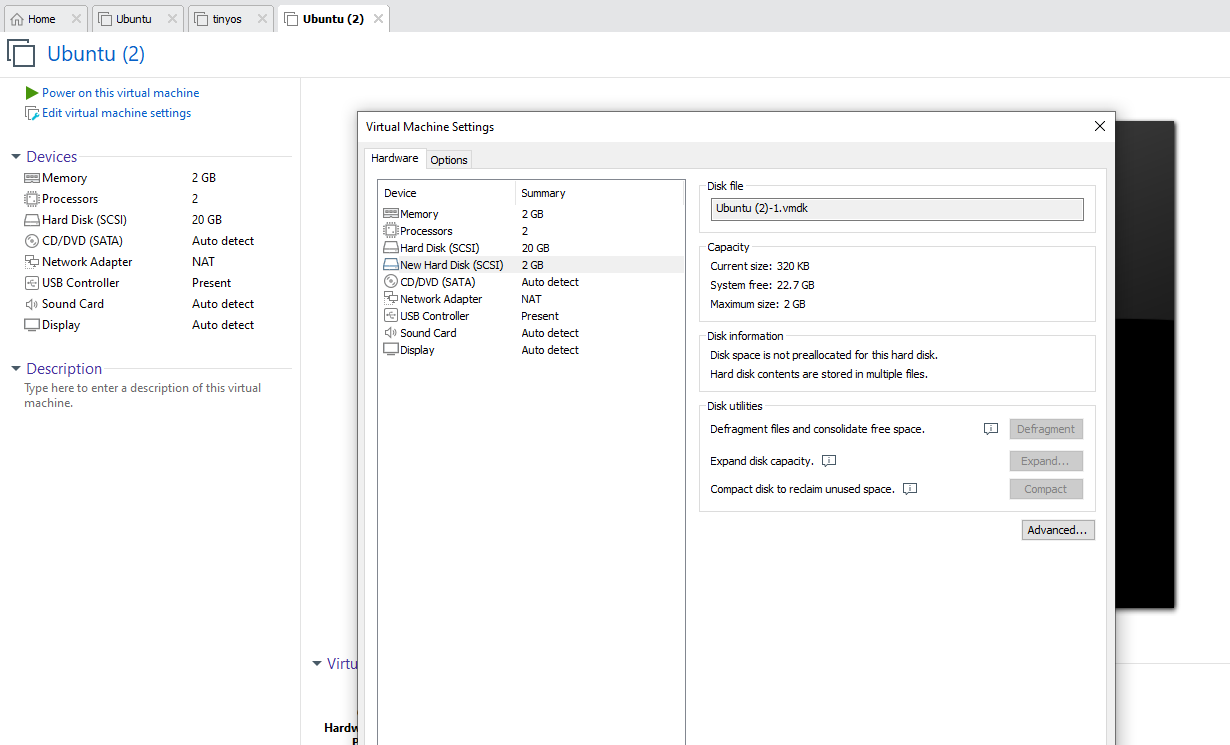 Home
Ubuntu
tinyos
Ubuntu (2)
Ubuntu (2)
Power on this virtual machine
Edit virtual machine settings
Devices
Memory 2 GB
Processors 2
Hard Disk (SCSI) 20 GB
CD/DVD (SATA) Auto detect
Network Adapter NAT
USB Controller Present
Sound Card Auto detect
Display Auto detect
Description
Type here to enter a description of this virtual
machine.
Virtual Machine Settings
Hardware Options
Device Summary
Memory 2 GB
Processors 2
Hard Disk (SCSI) 20 GB
New Hard Disk (SCSI) 2 GB
CD/DVD (SATA) Auto detect
Network Adapter NAT
USB Controller Present
Sound Card Auto detect
Display Auto detect
Disk file
Ubuntu (2)-1.vmdk
Capacity
Current size: 320 KB
System free: 22.7 GB
Maximum size: 2 GB
Disk information
Disk space is not preallocated for this hard disk.
Hard disk contents are stored in multiple files.
Disk utilities
Defragment files and consolidate free space. Defragment
Expand disk capacity. Expand...
Compact disk to reclaim unused space. Compact
Advanced...
Virtu
Hardw